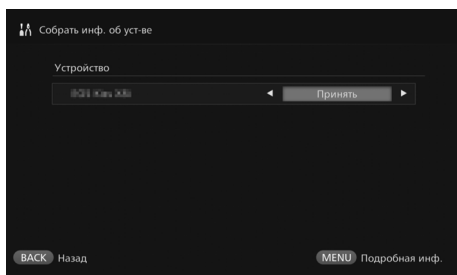 Собрать инф. об уст-ве
Устройство
Принять
BACK Назад
MENU Подробная инф.